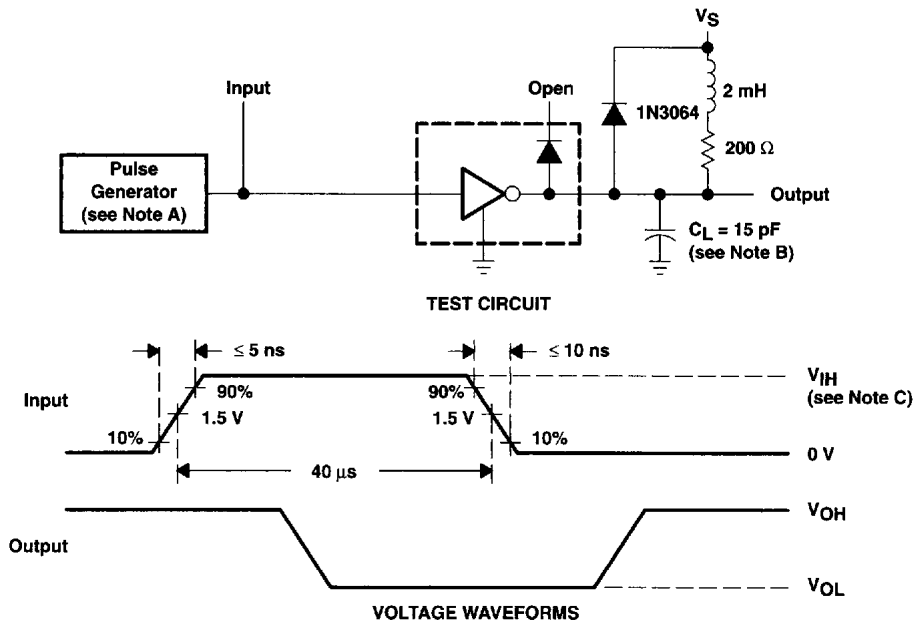 VS
Input
Open
1N3064
2 mH
200 Ω
Pulse
Generator
(see Note A)
Output
CL = 15 pF
(see Note B)
TEST CIRCUIT
≤ 5 ns
≤ 10 ns
Input
90%
90%
VIH
(see Note C)
1.5 V
1.5 V
10%
10%
0 V
40 μs
Output
VOH
VOL
VOLTAGE WAVEFORMS